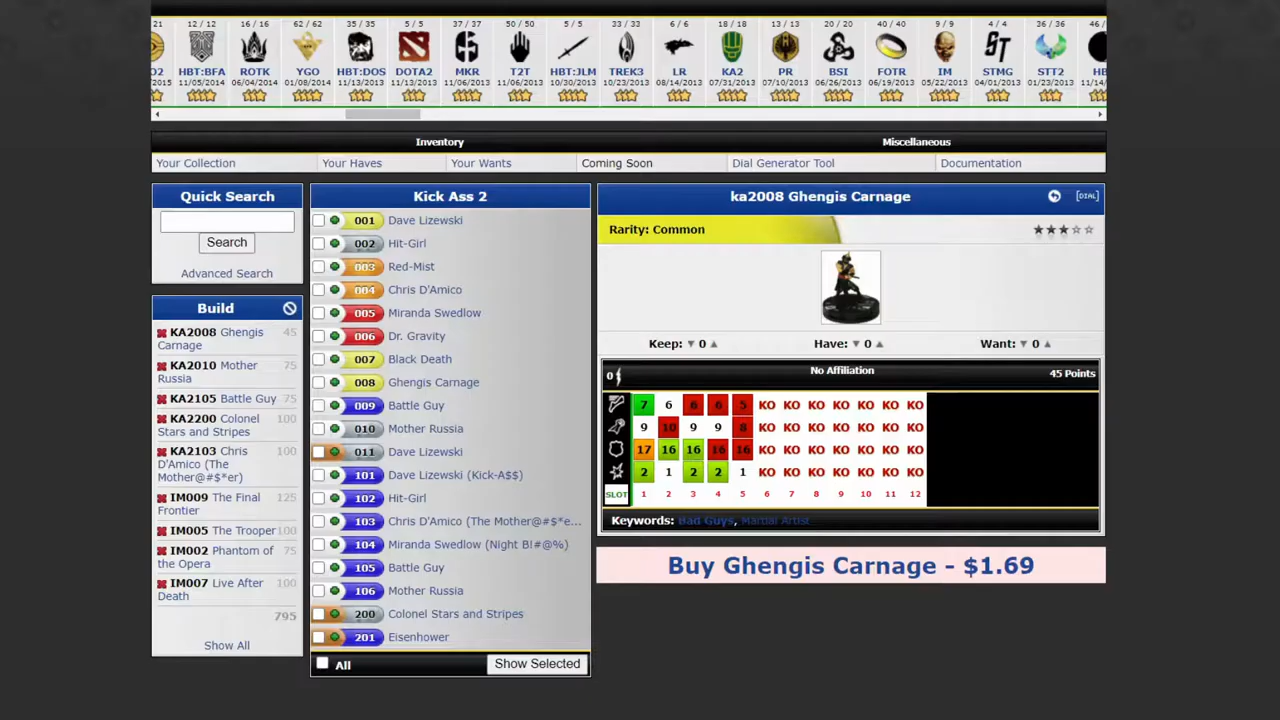 21 12 / 12 16 / 16 62 / 62 35 / 35 5 / 5 37 / 37 50 / 50 5 / 5 33 / 33 6 / 6 18 / 18 13 / 13 20 / 20 40 / 40 9 / 9 4 / 4 36 / 36 46 /
O2 HBT:BFA ROTK YGO HBT:DOS DOTA2 MKR T2T HBT:JLM TREK3 LR KA2 PR BSI FOTR IM STMG STT2 HB
2015 11/05/2014 06/04/2014 01/08/2014 11/13/2013 11/13/2013 11/06/2013 11/06/2013 10/30/2013 10/23/2013 08/14/2013 07/31/2013 07/10/2013 06/26/2013 06/19/2013 05/22/2013 04/01/2013 01/23/2013
Inventory Miscellaneous
Your Collection Your Haves Your Wants Coming Soon Dial Generator Tool Documentation
Quick Search
Search
Advanced Search
Build
KA2008 Ghengis 45
Carnage
KA2010 Mother 75
Russia
KA2105 Battle Guy 75
KA2200 Colonel 100
Stars and Stripes
KA2103 Chris 100
D'Amico (The
Mother@#$*er)
IM009 The Final 125
Frontier
IM005 The Trooper 100
IM002 Phantom of 75
the Opera
IM007 Live After 100
Death
795
Show All
Kick Ass 2
001 Dave Lizewski
002 Hit-Girl
003 Red-Mist
004 Chris D'Amico
005 Miranda Swedlow
006 Dr. Gravity
007 Black Death
008 Ghengis Carnage
009 Battle Guy
010 Mother Russia
011 Dave Lizewski
101 Dave Lizewski (Kick-A$$)
102 Hit-Girl
103 Chris D'Amico (The Mother@#$*e...
104 Miranda Swedlow (Night B!#@%)
105 Battle Guy
106 Mother Russia
200 Colonel Stars and Stripes
201 Eisenhower
All Show Selected
ka2008 Ghengis Carnage [DIAL]
Rarity: Common
Keep: 0 Have: 0 Want: 0
0 No Affiliation 45 Points
7 6 6 6 5 KO KO KO KO KO KO KO
9 10 9 9 8 KO KO KO KO KO KO KO
17 16 16 16 16 KO KO KO KO KO KO KO
2 1 2 2 1 KO KO KO KO KO KO KO
SLOT 1 2 3 4 5 6 7 8 9 10 11 12
Keywords: Bad Guys, Martial Artist
Buy Ghengis Carnage - $1.69